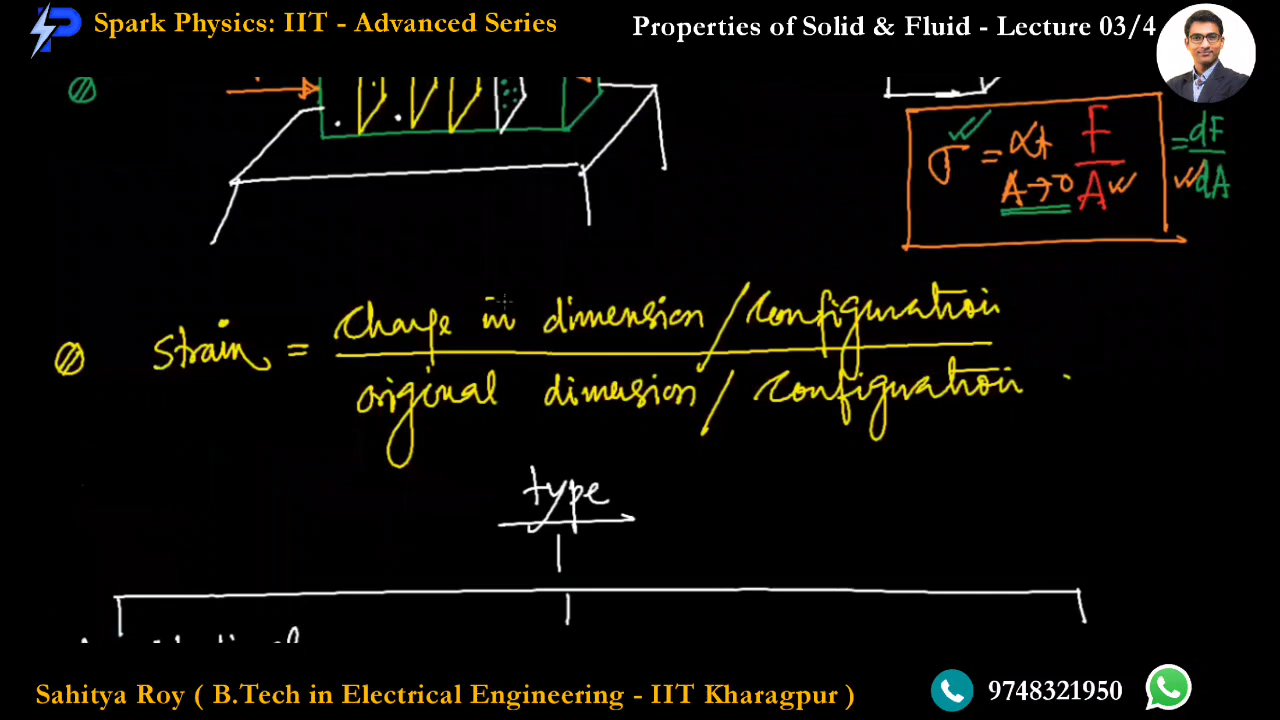 Spark Physics: IIT - Advanced Series
Properties of Solid & Fluid - Lecture 03/4
σ = Lt A→0 F/A = dF/dA
Strain = Change in dimension / Configuration
original dimension / Configuration .
type
Sahitya Roy ( B.Tech in Electrical Engineering - IIT Kharagpur )
9748321950